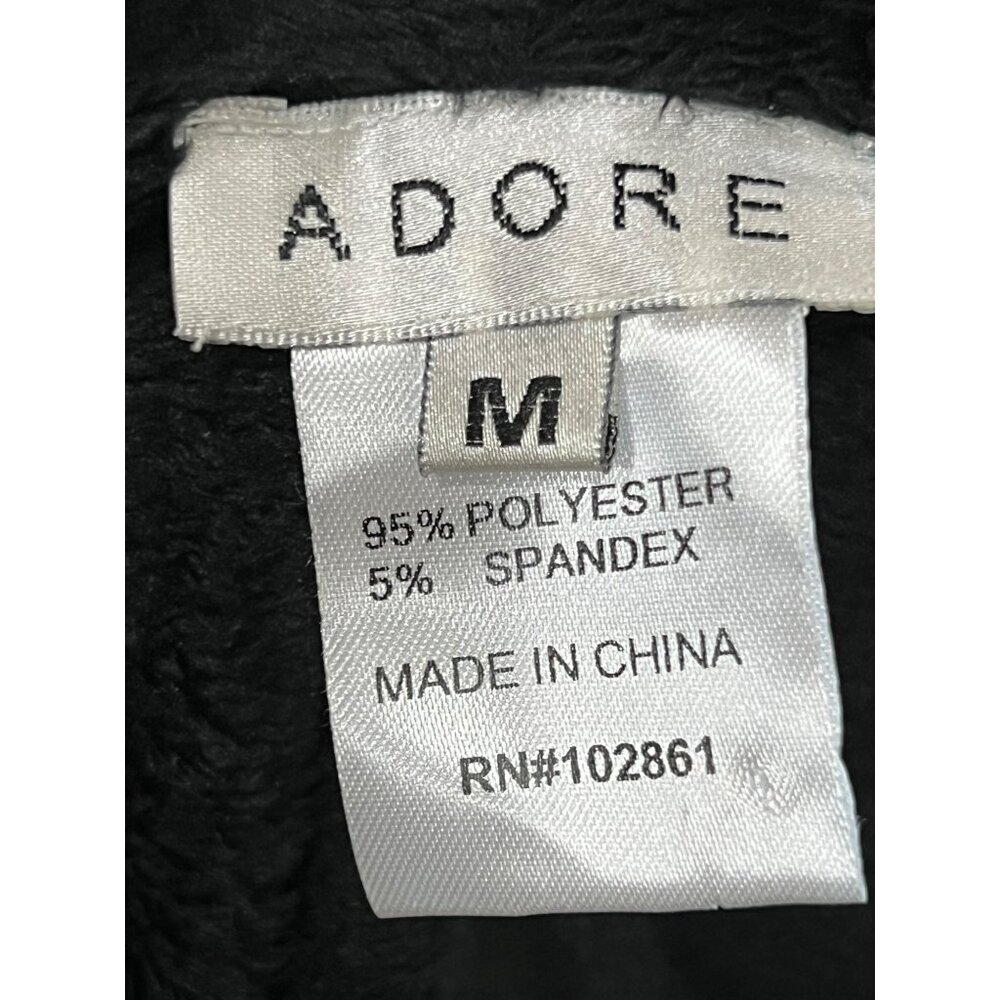 ADORE
M
95% POLYESTER
5% SPANDEX
MADE IN CHINA
RN#102861